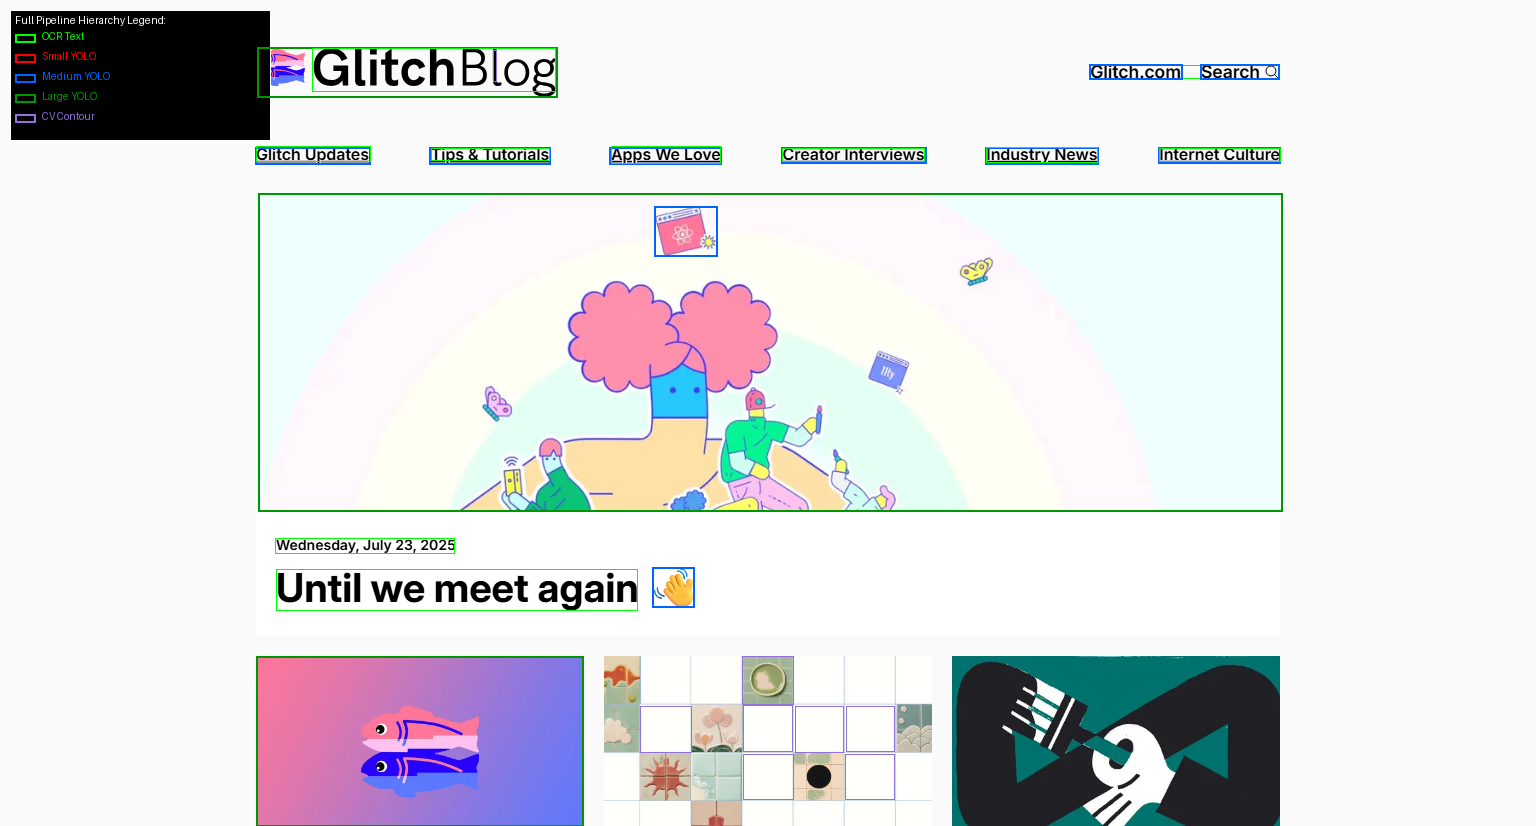 Full Pipeline Hierarchy Legend:
OCR Text
Small YOLO
Medium YOLO
Large YOLO
CV Contour
GlitchBlog
Glitch.com Search
Glitch Updates Tips & Tutorials Apps We Love Creator Interviews Industry News Internet Culture
11y
Wednesday, July 23, 2025
Until we meet again 👋